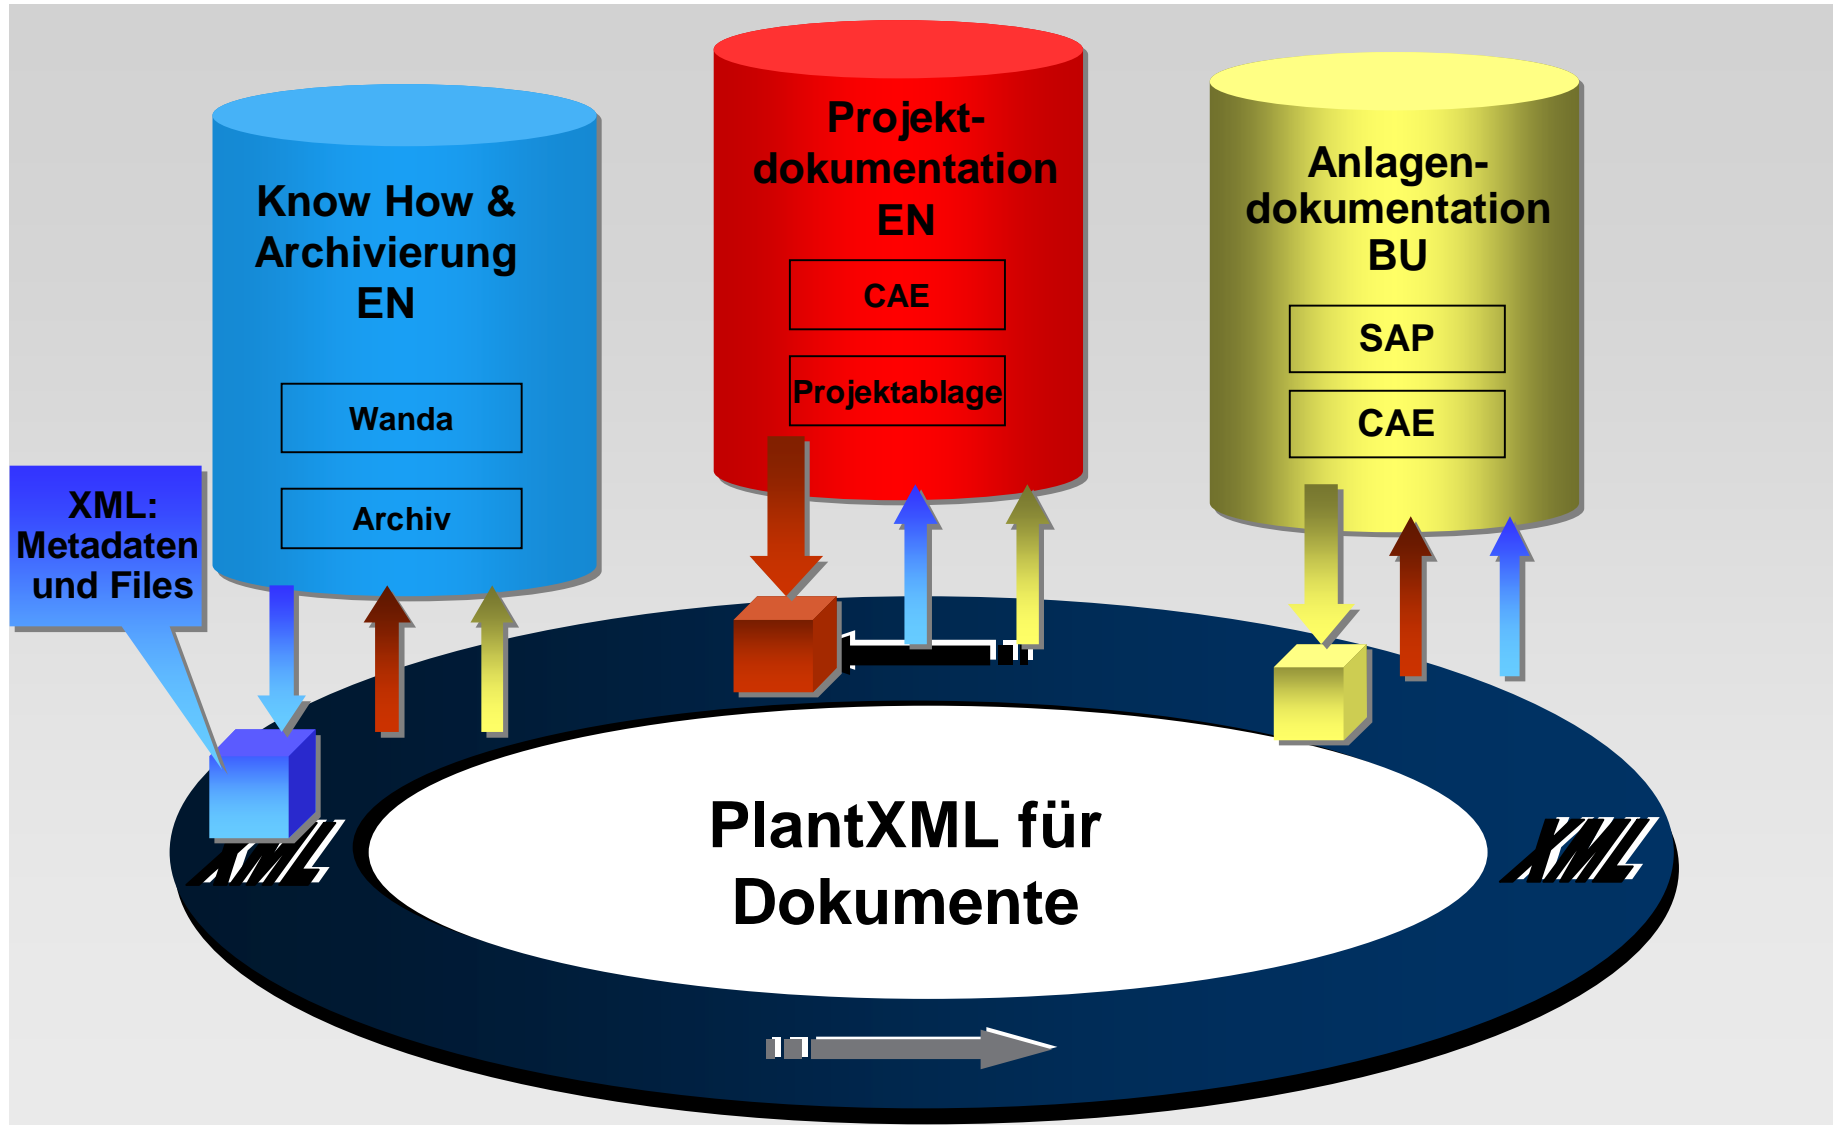 Know How &
Archivierung
EN
Wanda
Archiv
Projekt-
dokumentation
EN
CAE
Projektablage
Anlagen-
dokumentation
BU
SAP
CAE
XML:
Metadaten
und Files
XML
XML
PlantXML für
Dokumente